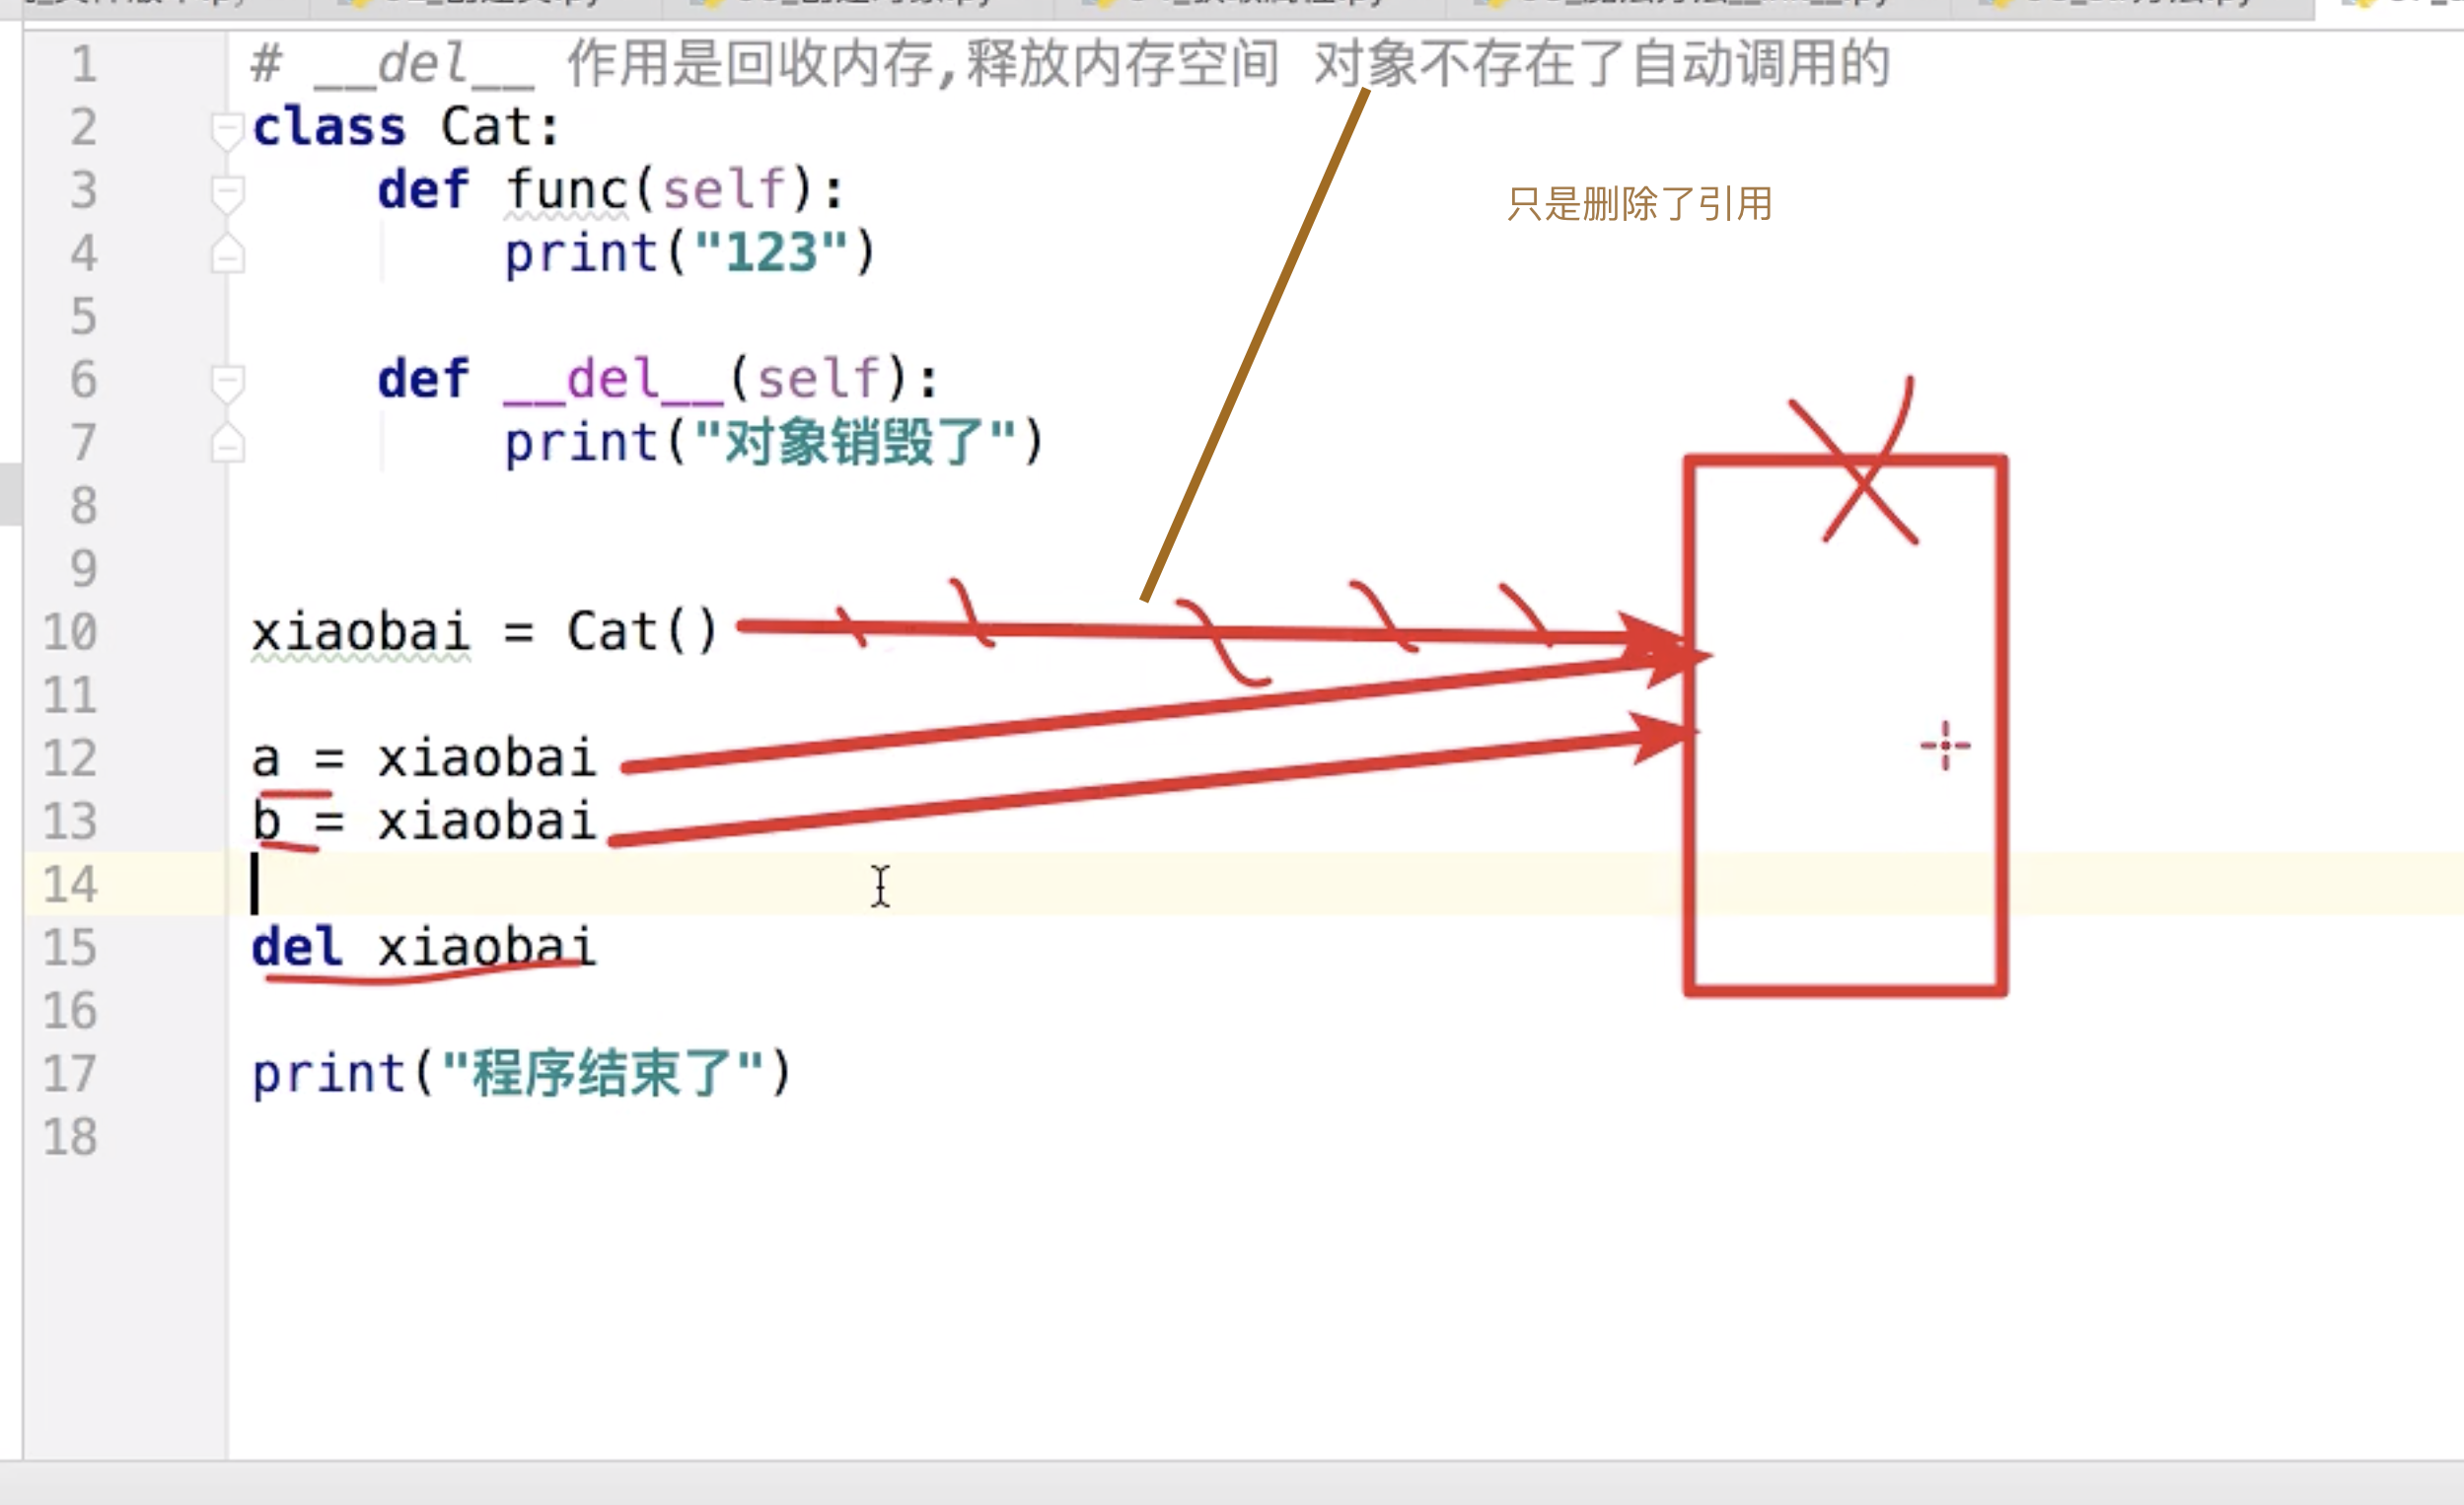 1 # __del__ 作用是回收内存,释放内存空间 对象不存在了自动调用的
2 class Cat:
3 def func(self):
只是删除了引用
4 print("123")
5
6 def __del__(self):
7 print("对象销毁了")
8
9
10 xiaobai = Cat()
11
12 a = xiaobai
13 b = xiaobai
14
15 del xiaobai
16
17 print("程序结束了")
18